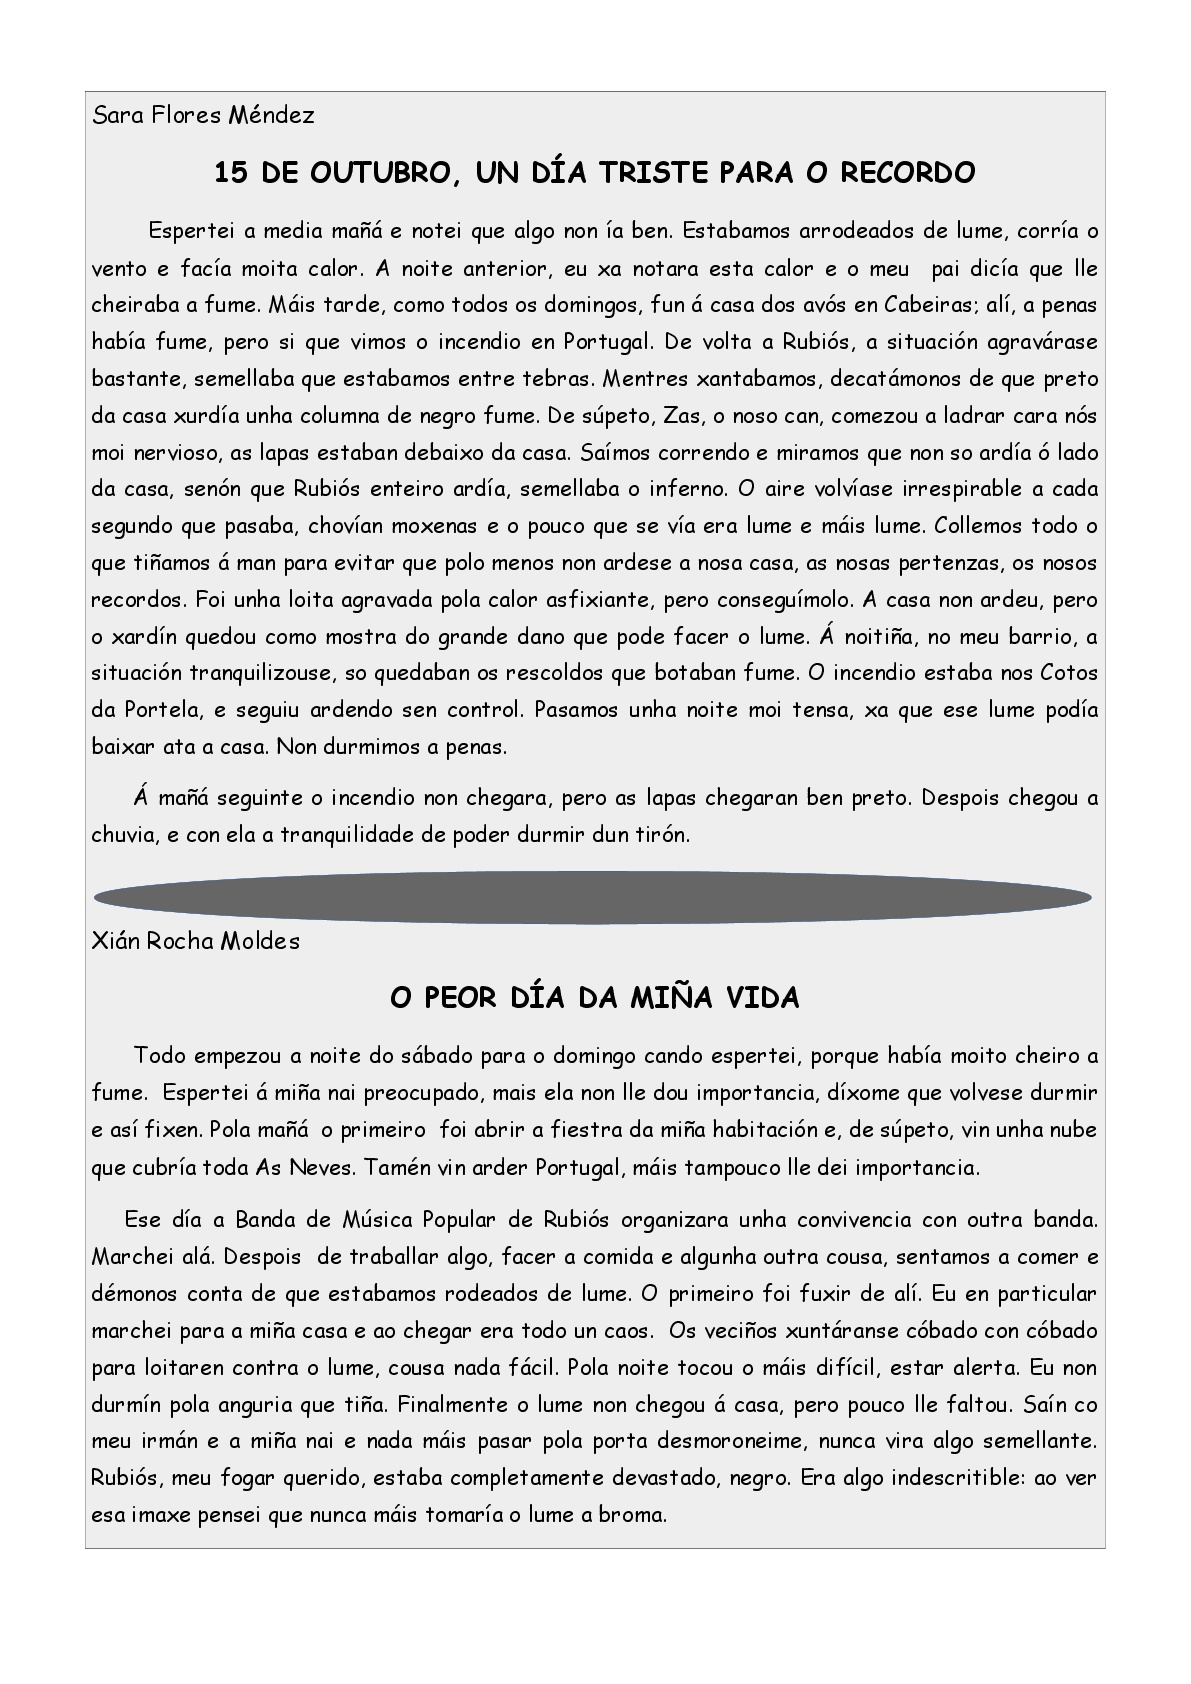 Sara Flores Méndez
15 DE OUTUBRO, UN DÍA TRISTE PARA O RECORDO
Espertei a media mañá e notei que algo non ía ben. Estabamos arrodeados de lume, corría o
vento e facía moita calor. A noite anterior, eu xa notara esta calor e o meu pai dicía que lle
cheiraba a fume. Máis tarde, como todos os domingos, fun á casa dos avós en Cabeiras; alí, a penas
había fume, pero si que vimos o incendio en Portugal. De volta a Rubiós, a situación agravárase
bastante, semellaba que estabamos entre tebras. Mentres xantabamos, decatámonos de que preto
da casa xurdía unha columna de negro fume. De súpeto, Zas, o noso can, comezou a ladrar cara nós
moi nervioso, as lapas estaban debaixo da casa. Saímos correndo e miramos que non so ardía ó lado
da casa, senón que Rubiós enteiro ardía, semellaba o inferno. O aire volvíase irrespirable a cada
segundo que pasaba, chovían moxenas e o pouco que se vía era lume e máis lume. Collemos todo o
que tiñamos á man para evitar que polo menos non ardese a nosa casa, as nosas pertenzas, os nosos
recordos. Foi unha loita agravada pola calor asfixiante, pero conseguímolo. A casa non ardeu, pero
o xardín quedou como mostra do grande dano que pode facer o lume. Á noitiña, no meu barrio, a
situación tranquilizouse, so quedaban os rescoldos que botaban fume. O incendio estaba nos Cotos
da Portela, e seguiu ardendo sen control. Pasamos unha noite moi tensa, xa que ese lume podía
baixar ata a casa. Non durmimos a penas.
Á mañá seguinte o incendio non chegara, pero as lapas chegaran ben preto. Despois chegou a
chuvia, e con ela a tranquilidade de poder durmir dun tirón.
Xián Rocha Moldes
O PEOR DÍA DA MIÑA VIDA
Todo empezou a noite do sábado para o domingo cando espertei, porque había moito cheiro a
fume. Espertei á miña nai preocupado, mais ela non lle dou importancia, díxome que volvese durmir
e así fixen. Pola mañá o primeiro foi abrir a fiestra da miña habitación e, de súpeto, vin unha nube
que cubría toda As Neves. Tamén vin arder Portugal, máis tampouco lle dei importancia.
Ese día a Banda de Música Popular de Rubiós organizara unha convivencia con outra banda.
Marchei alá. Despois de traballar algo, facer a comida e algunha outra cousa, sentamos a comer e
démonos conta de que estabamos rodeados de lume. O primeiro foi fuxir de alí. Eu en particular
marchei para a miña casa e ao chegar era todo un caos. Os veciños xuntáranse cóbado con cóbado
para loitaren contra o lume, cousa nada fácil. Pola noite tocou o máis difícil, estar alerta. Eu non
durmín pola anguria que tiña. Finalmente o lume non chegou á casa, pero pouco lle faltou. Saín co
meu irmán e a miña nai e nada máis pasar pola porta desmoroneime, nunca vira algo semellante.
Rubiós, meu fogar querido, estaba completamente devastado, negro. Era algo indescritible: ao ver
esa imaxe pensei que nunca máis tomaría o lume a broma.